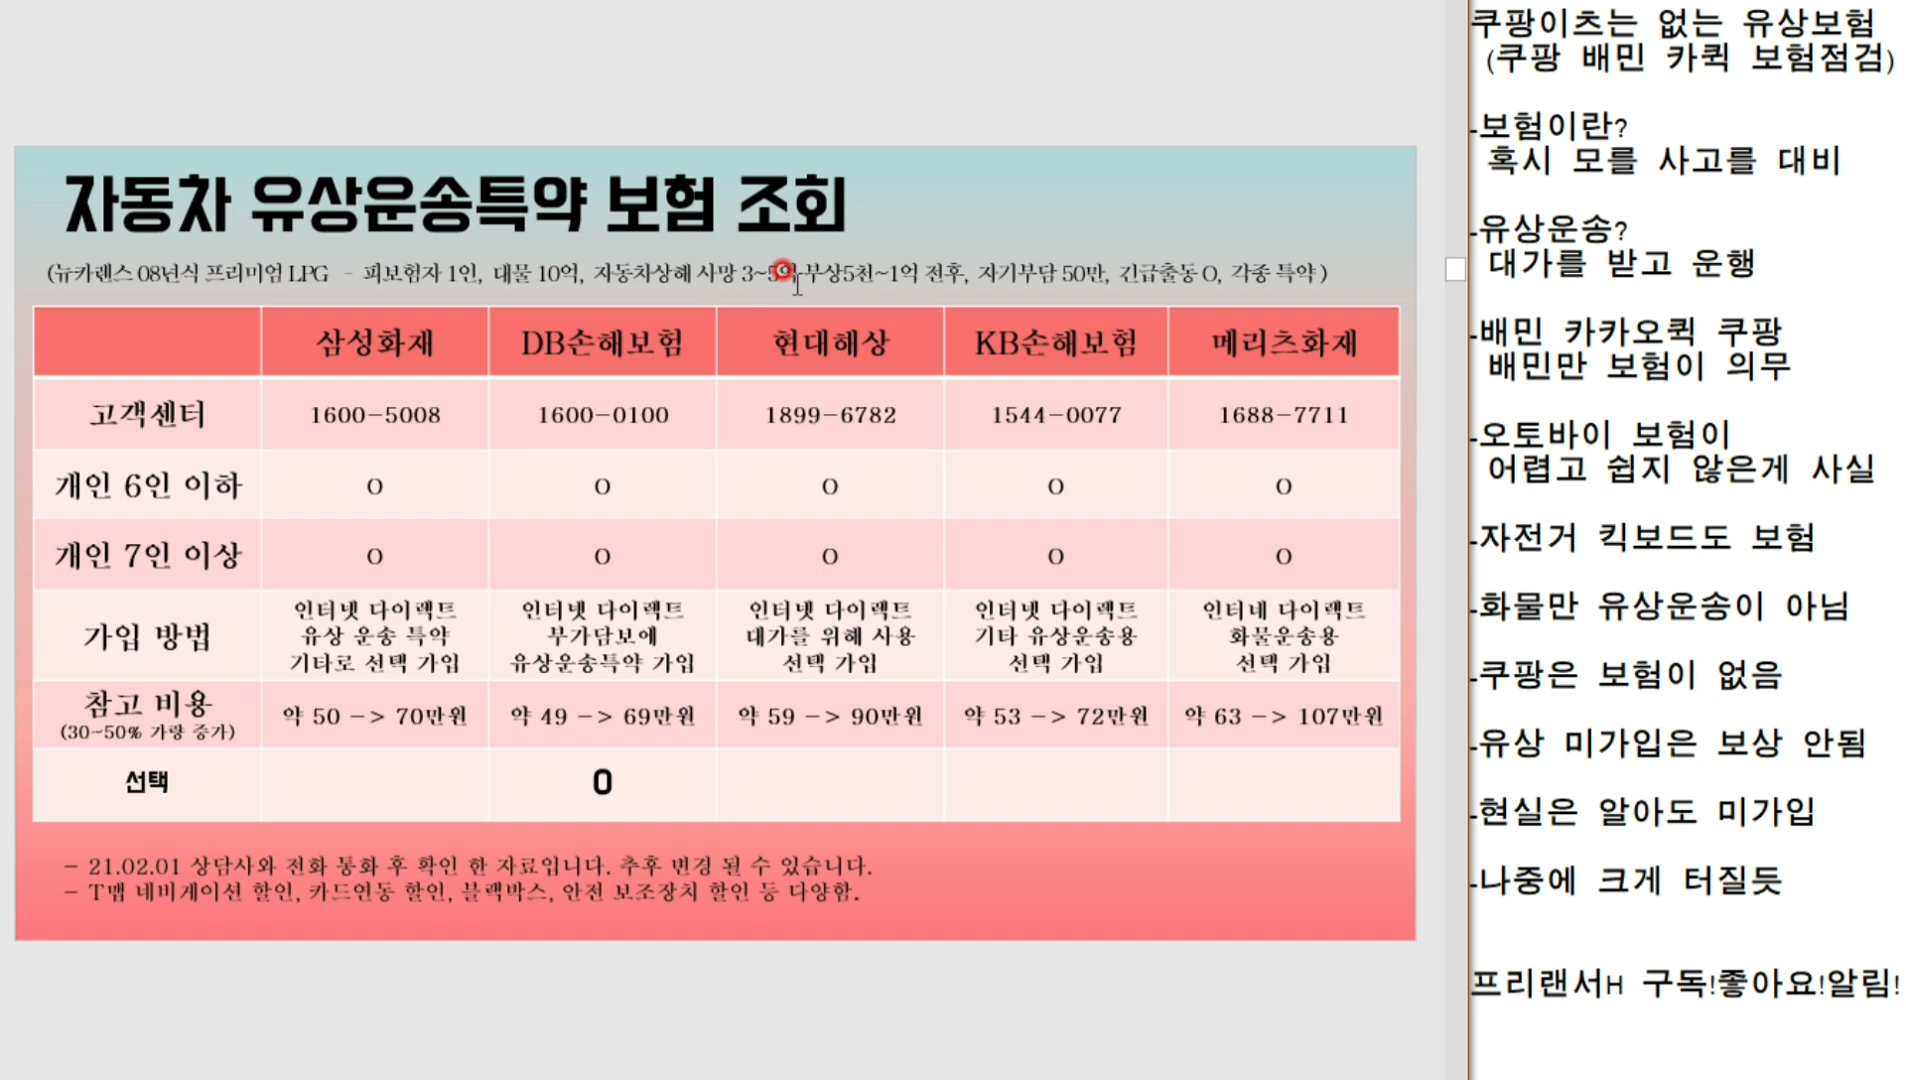 자동차 유상운송특약 보험 조회
(뉴카렌스 08년식 프리미엄 LPG - 피보험자 1인, 대물 10억, 자동차상해 사망 3~5억 부상5천~1억 전후, 자기부담 50만, 긴급출동 O, 각종 특약)
삼성화재 DB손해보험 현대해상 KB손해보험 메리츠화재
고객센터 1600-5008 1600-0100 1899-6782 1544-0077 1688-7711
개인 6인 이하 O O O O O
개인 7인 이상 O O O O O
가입 방법
인터넷 다이렉트
유상 운송 특약
기타로 선택 가입
인터넷 다이렉트
부가담보에
유상운송특약 가입
인터넷 다이렉트
대가를 위해 사용
선택 가입
인터넷 다이렉트
기타 유상운송용
선택 가입
인터네 다이렉트
화물운송용
선택 가입
참고 비용
(30-50% 가량 증가)
약 50 -> 70만원 약 49 -> 69만원 약 59 -> 90만원 약 53 -> 72만원 약 63 -> 107만원
선택 O
- 21.02.01 상담사와 전화 통화 후 확인 한 자료입니다. 추후 변경 될 수 있습니다.
- T맵 네비게이션 할인, 카드연동 할인, 블랙박스, 안전 보조장치 할인 등 다양함.
쿠팡이츠는 없는 유상보험
(쿠팡 배민 카퀵 보험점검)
-보험이란?
혹시 모를 사고를 대비
-유상운송?
대가를 받고 운행
-배민 카카오퀵 쿠팡
배민만 보험이 의무
-오토바이 보험이
어렵고 쉽지 않은게 사실
-자전거 킥보드도 보험
-화물만 유상운송이 아님
-쿠팡은 보험이 없음
-유상 미가입은 보상 안됨
-현실은 알아도 미가입
-나중에 크게 터질듯
프리랜서H 구독!좋아요!알림!